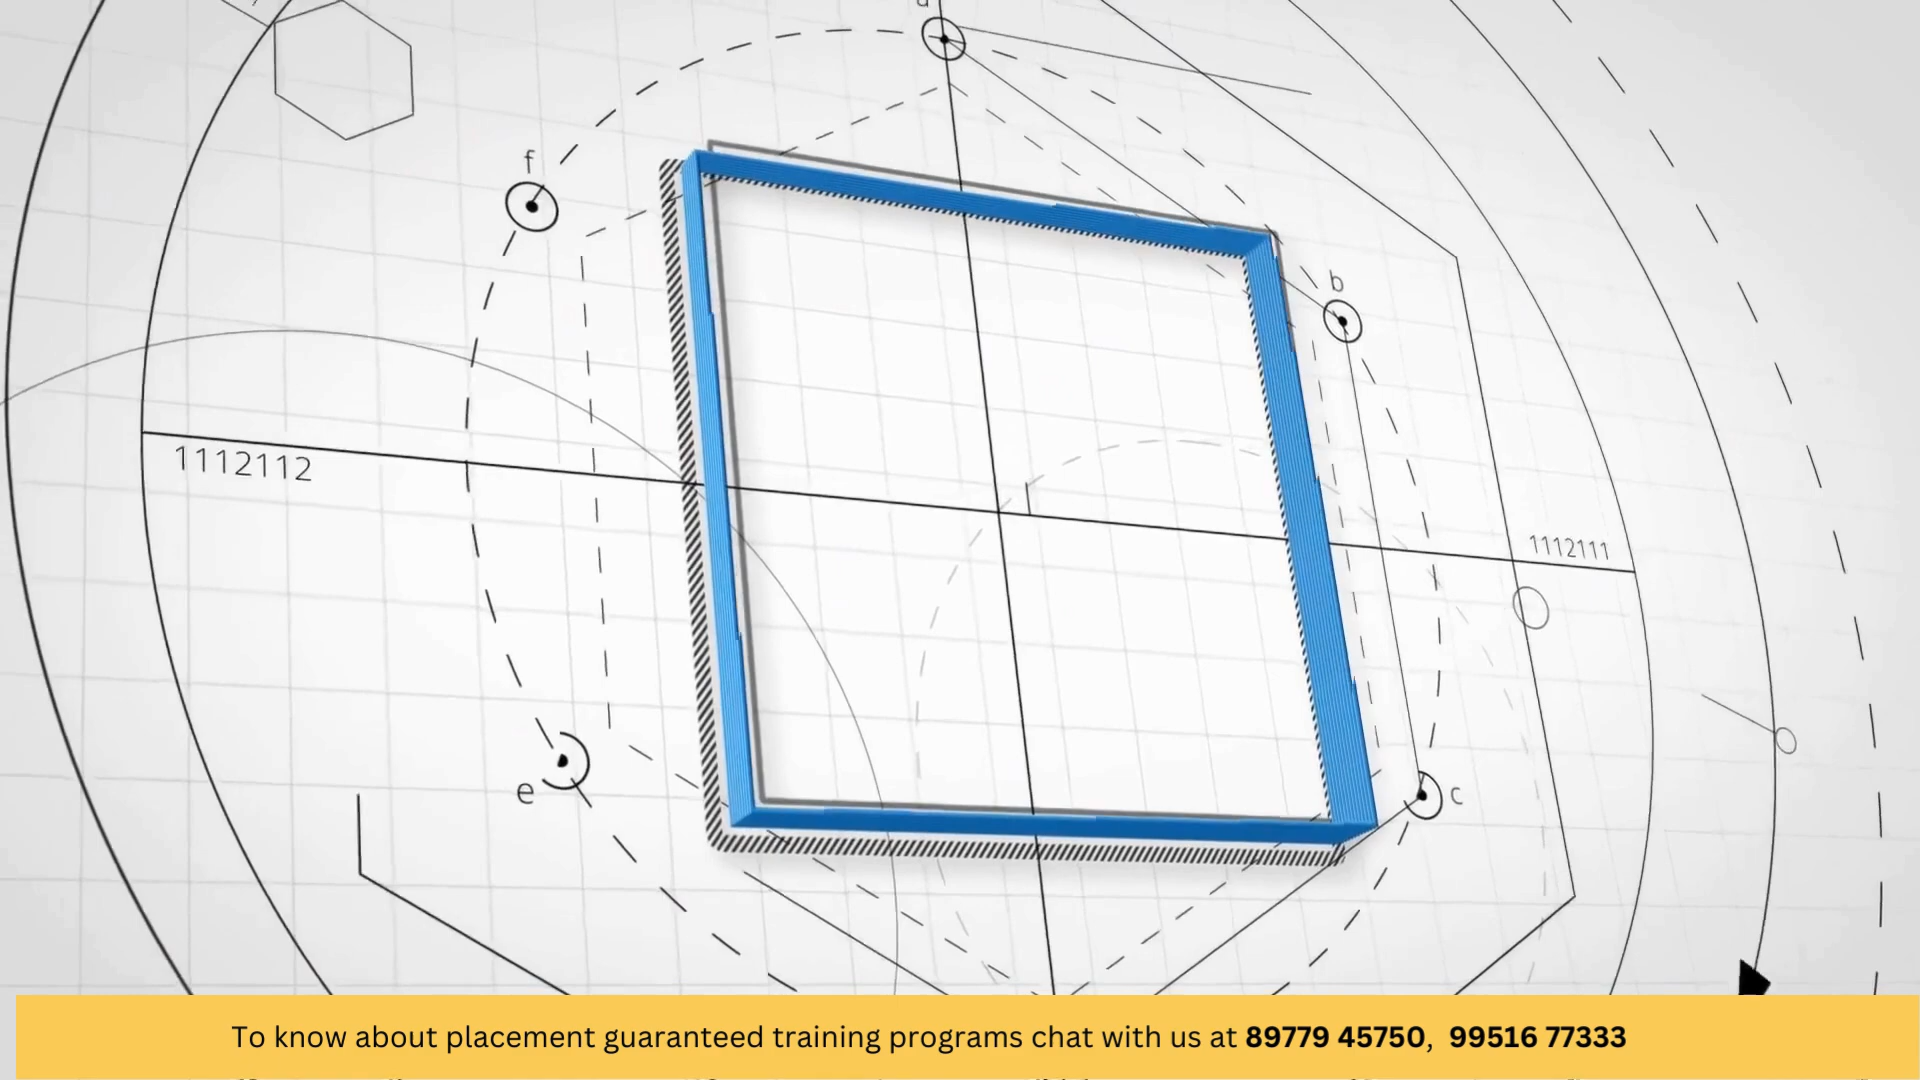 f
b
1112112
1112111
e
c
To know about placement guaranteed training programs chat with us at 89779 45750, 99516 77333